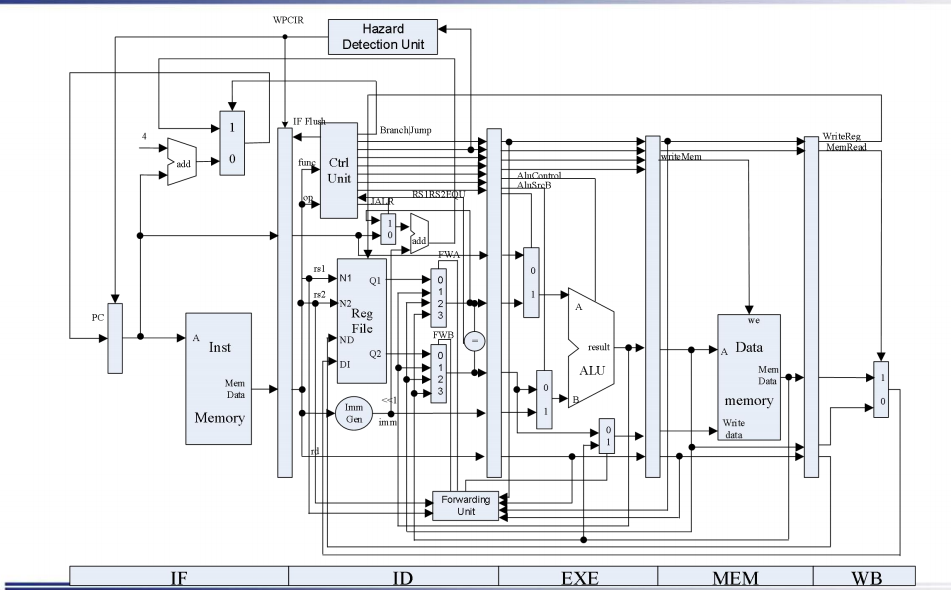 WPCIR
Hazard
Detection Unit
1
0
4
add
IF Flush
Branch|Jump
func
Ctrl
Unit
op
WriteReg
MemRead
writeMem
AluControl
AluSrcB
RS1RS2EQU
JALR
1
0
add
rs1
rs2
N1
N2
ND
DI
Q1
Q2
Reg
File
FWA
0
1
2
3
FWB
0
1
2
3
=
0
1
A
B
result
ALU
0
1
0
1
PC
A
Inst
Mem
Data
Memory
Imm
Gen
<<1
imm
rd
we
A
Data
Mem
Data
memory
Write
data
1
0
Forwarding
Unit
IF
ID
EXE
MEM
WB